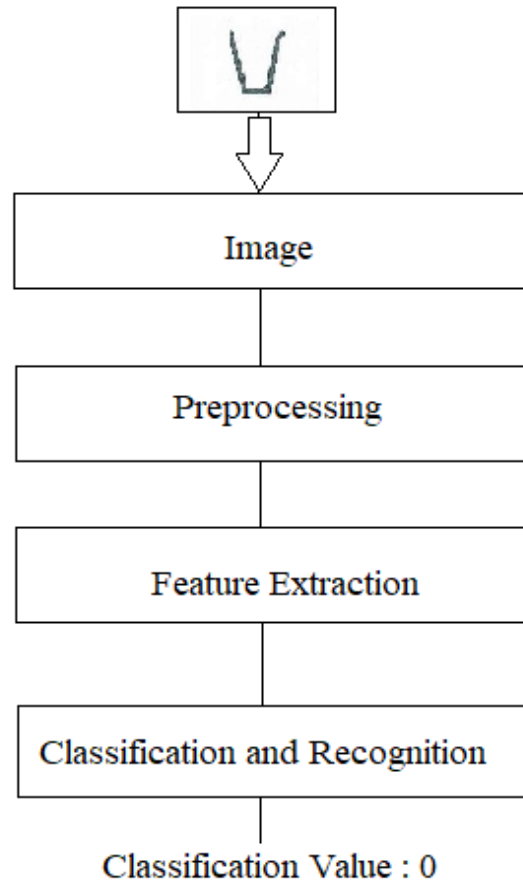 Image
Preprocessing
Feature Extraction
Classification and Recognition
Classification Value : 0